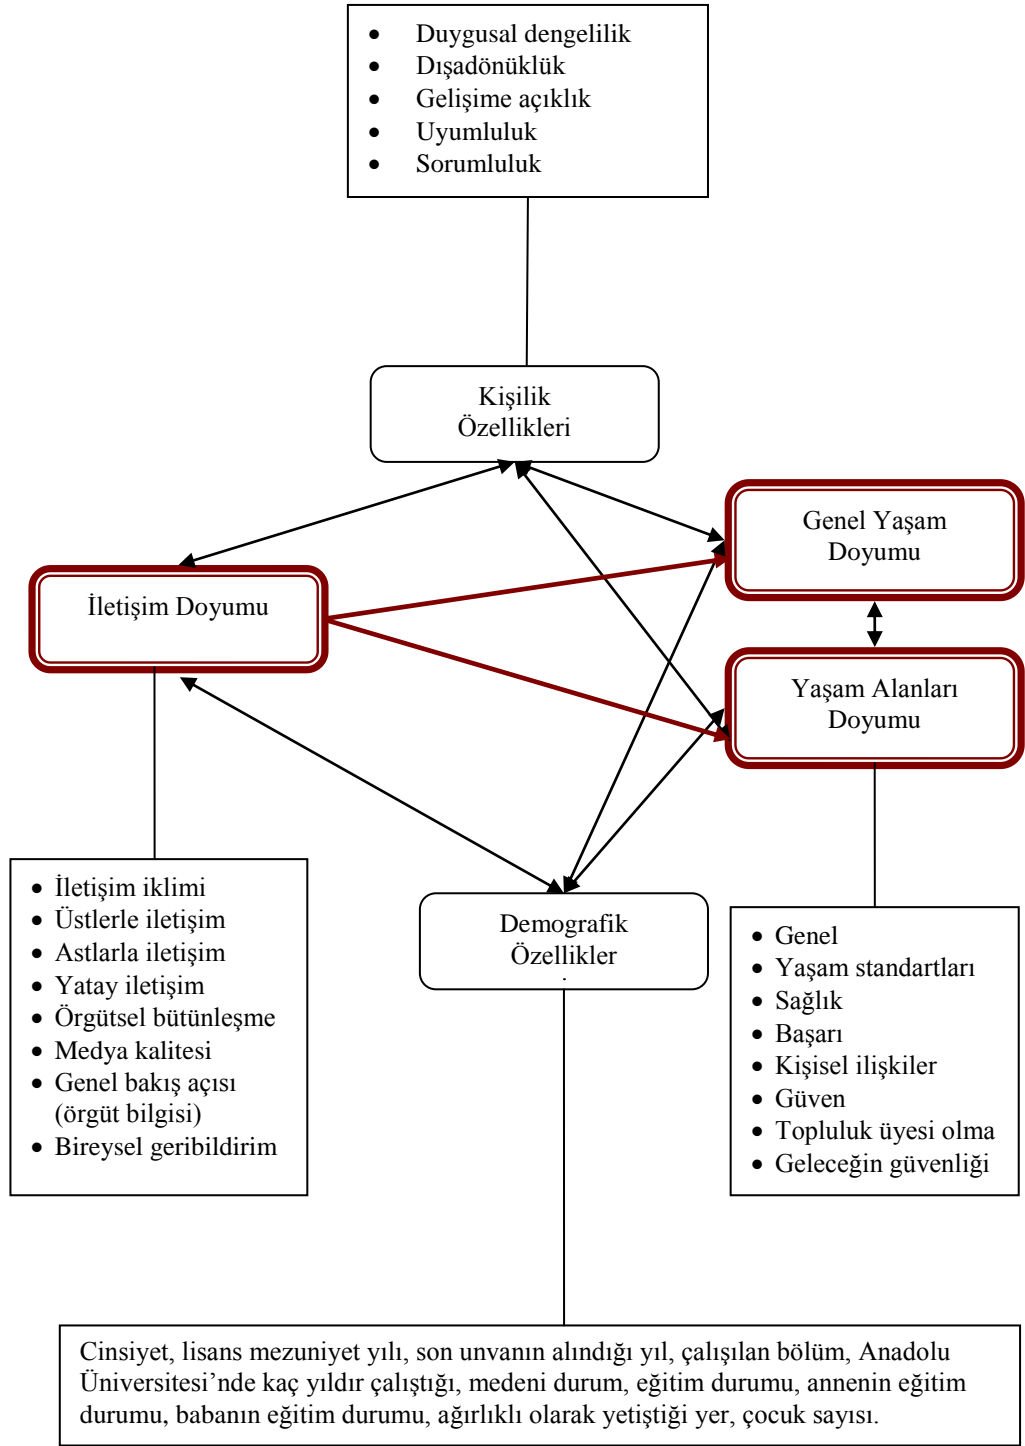 • Duygusal dengelilik
• Dışadönüklük
• Gelişime açıklık
• Uyumluluk
• Sorumluluk
Kişilik
Özellikleri
Genel Yaşam
Doyumu
İletişim Doyumu
Yaşam Alanları
Doyumu
• İletişim iklimi
• Üstlerle iletişim
• Astlarla iletişim
• Yatay iletişim
• Örgütsel bütünleşme
• Medya kalitesi
• Genel bakış açısı
(örgüt bilgisi)
• Bireysel geribildirim
Demografik
Özellikler
.
• Genel
• Yaşam standartları
• Sağlık
• Başarı
• Kişisel ilişkiler
• Güven
• Topluluk üyesi olma
• Geleceğin güvenliği
Cinsiyet, lisans mezuniyet yılı, son unvanın alındığı yıl, çalışılan bölüm, Anadolu
Üniversitesi’nde kaç yıldır çalıştığı, medeni durum, eğitim durumu, annenin eğitim
durumu, babanın eğitim durumu, ağırlıklı olarak yetiştiği yer, çocuk sayısı.